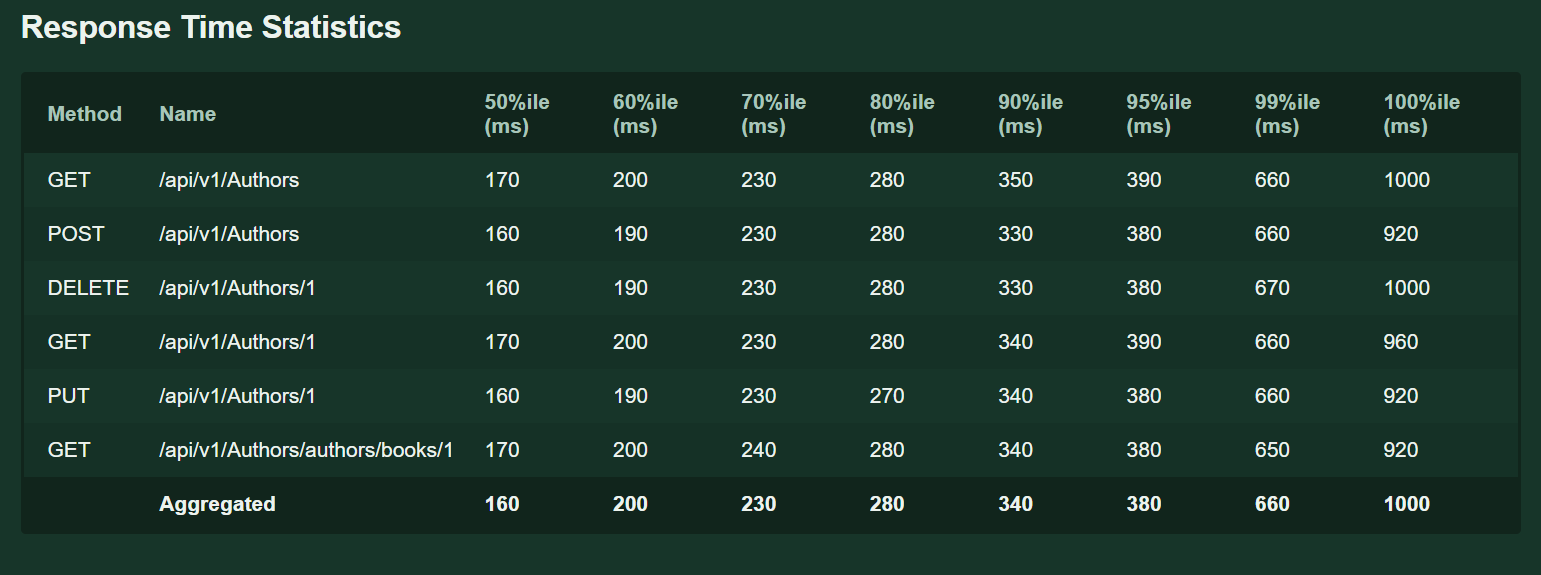 Response Time Statistics
Method Name 50%ile (ms) 60%ile (ms) 70%ile (ms) 80%ile (ms) 90%ile (ms) 95%ile (ms) 99%ile (ms) 100%ile (ms)
GET /api/v1/Authors 170 200 230 280 350 390 660 1000
POST /api/v1/Authors 160 190 230 280 330 380 660 920
DELETE /api/v1/Authors/1 160 190 230 280 330 380 670 1000
GET /api/v1/Authors/1 170 200 230 280 340 390 660 960
PUT /api/v1/Authors/1 160 190 230 270 340 380 660 920
GET /api/v1/Authors/authors/books/1 170 200 240 280 340 380 650 920
Aggregated 160 200 230 280 340 380 660 1000